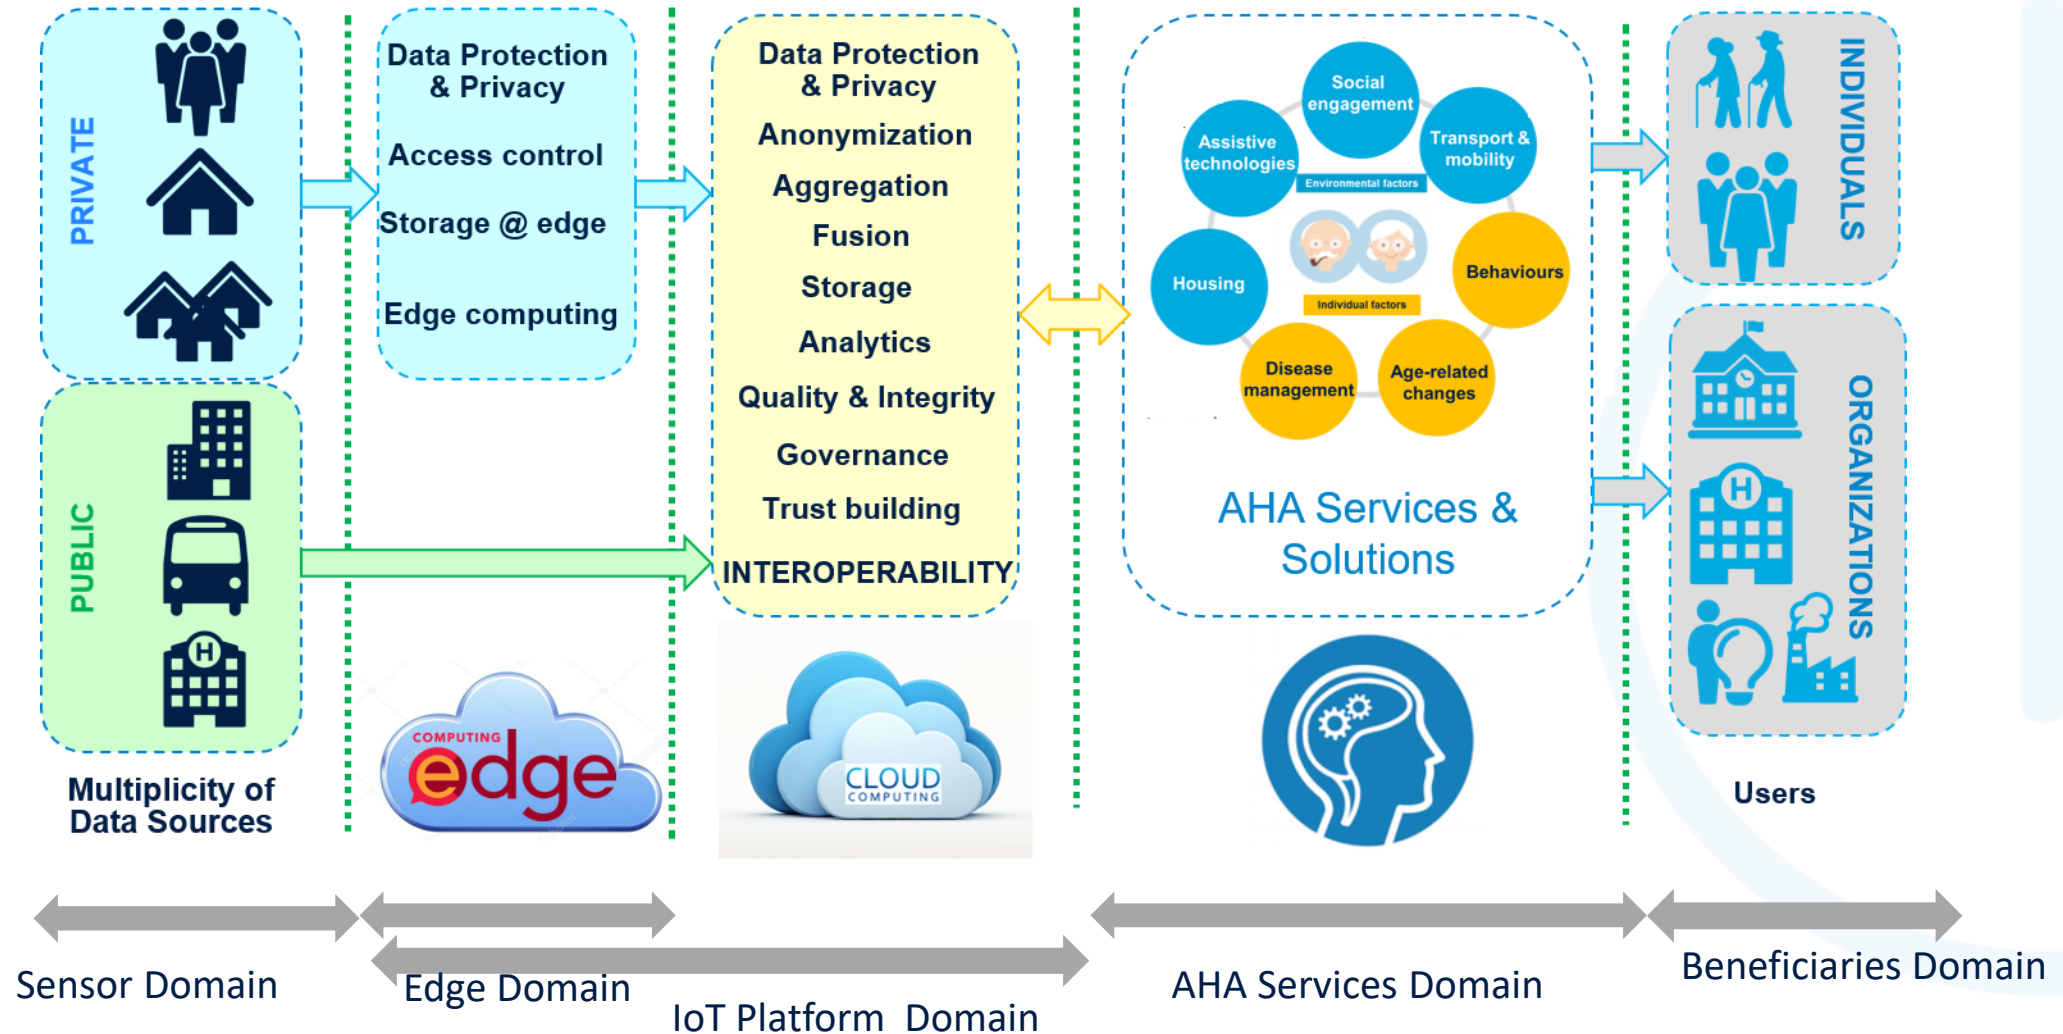 PRIVATE
PUBLIC
Multiplicity of
Data Sources
Data Protection
& Privacy
Access control
Storage @ edge
Edge computing
COMPUTING
edge
Data Protection
& Privacy
Anonymization
Aggregation
Fusion
Storage
Analytics
Quality & Integrity
Governance
Trust building
INTEROPERABILITY
CLOUD
COMPUTING
Social
engagement
Assistive
technologies
Transport &
mobility
Environmental factors
Housing
Behaviours
Individual factors
Disease
management
Age-related
changes
AHA Services &
Solutions
INDIVIDUALS
ORGANIZATIONS
H
H
Users
Sensor Domain
Edge Domain
IoT Platform Domain
AHA Services Domain
Beneficiaries Domain